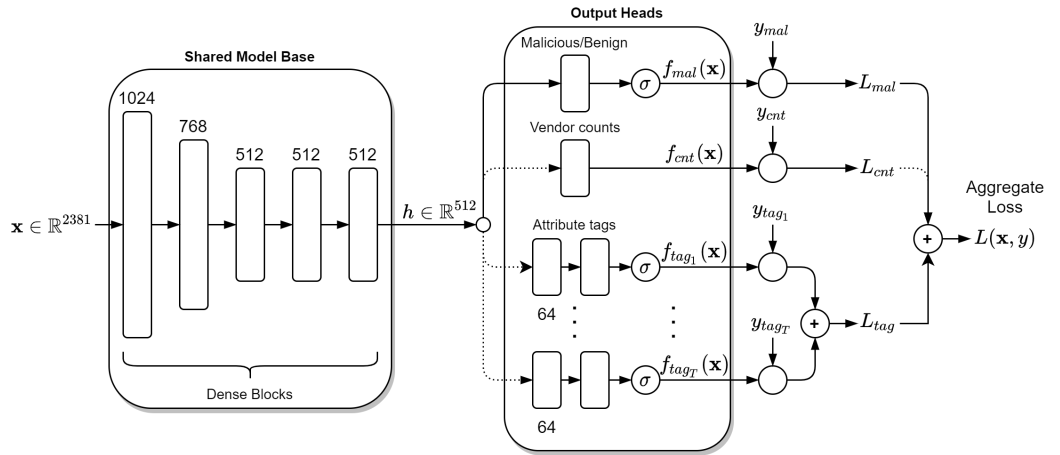 Shared Model Base
1024
768
512
512
512
x ∈ ℝ^2381
Dense Blocks
h ∈ ℝ^512
Output Heads
Malicious/Benign
σ
f_mal(x)
y_mal
L_mal
Vendor counts
f_cnt(x)
y_cnt
L_cnt
Attribute tags
64
σ
f_tag_1(x)
y_tag_1
64
σ
f_tag_T(x)
y_tag_T
+
L_tag
+
Aggregate
Loss
L(x, y)